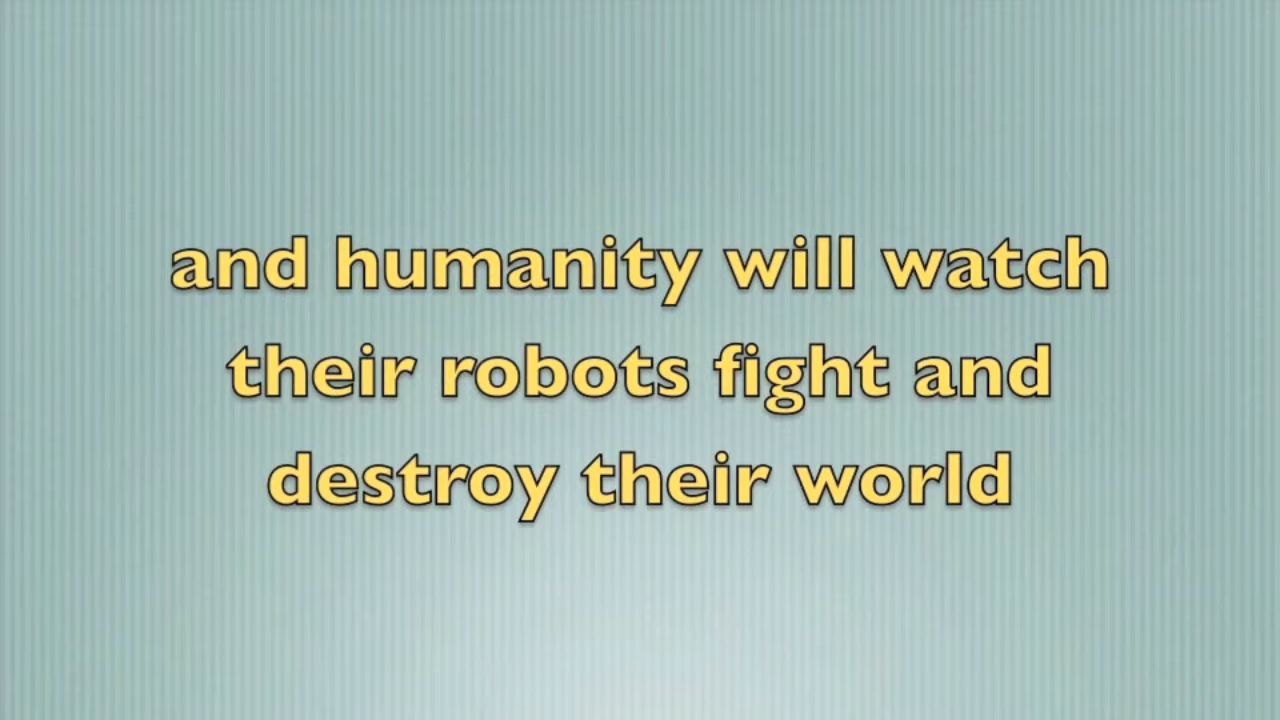 and humanity will watch
their robots fight and
destroy their world